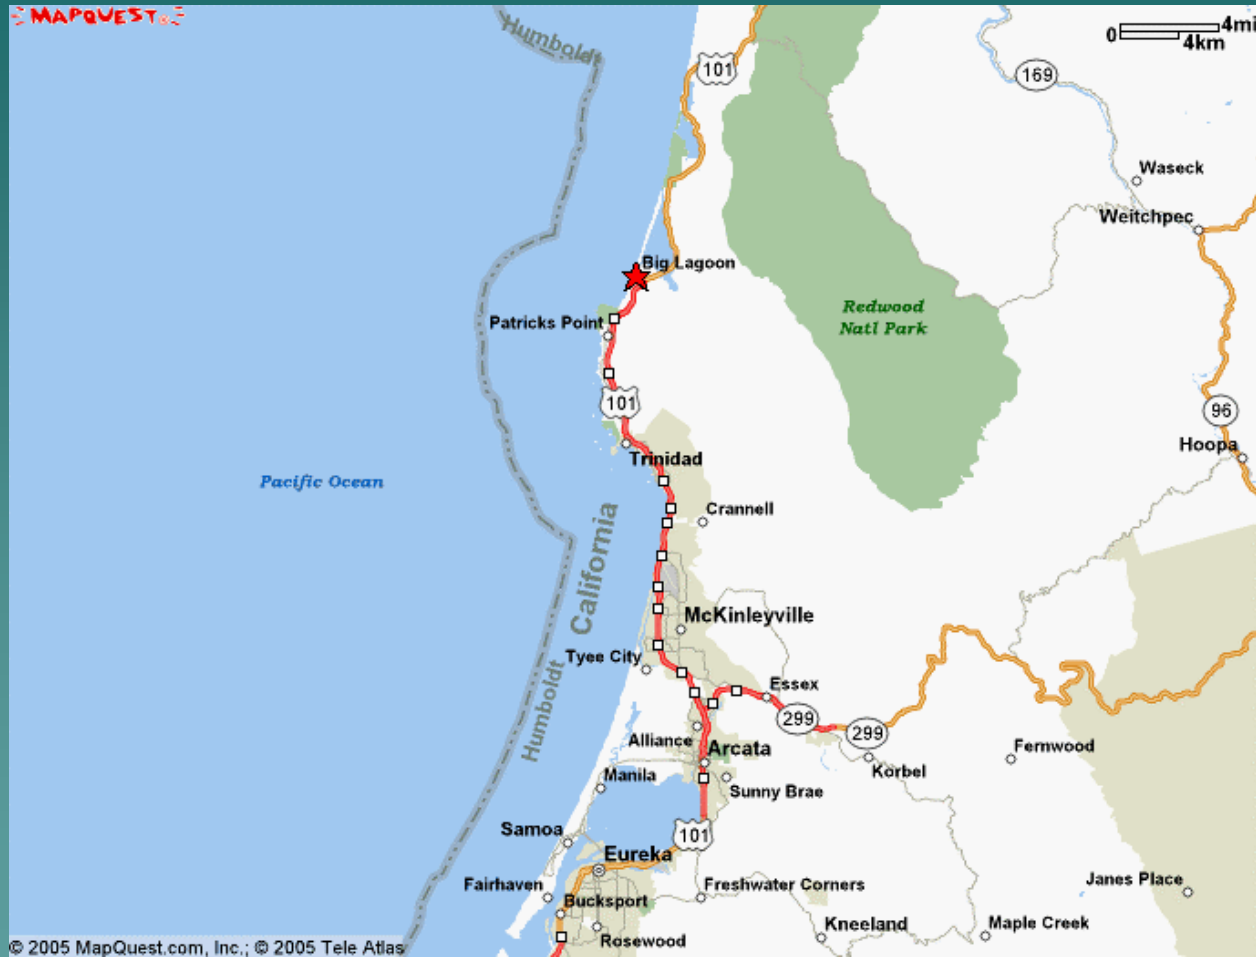 MAPQUEST
Humboldt
101
0
4mi
4km
169
Waseck
Weitchpec
Big Lagoon
Redwood
Natl Park
Patricks Point
101
96
Hoopa
Trinidad
Pacific Ocean
Crannell
California
McKinleyville
Tyee City
Humboldt
Essex
299
299
Alliance
Arcata
Fernwood
Korbel
Manila
Sunny Brae
Samoa
101
Eureka
Fairhaven
Freshwater Corners
Janes Place
Bucksport
Kneeland
Maple Creek
Rosewood
© 2005 MapQuest.com, Inc.; © 2005 Tele Atlas